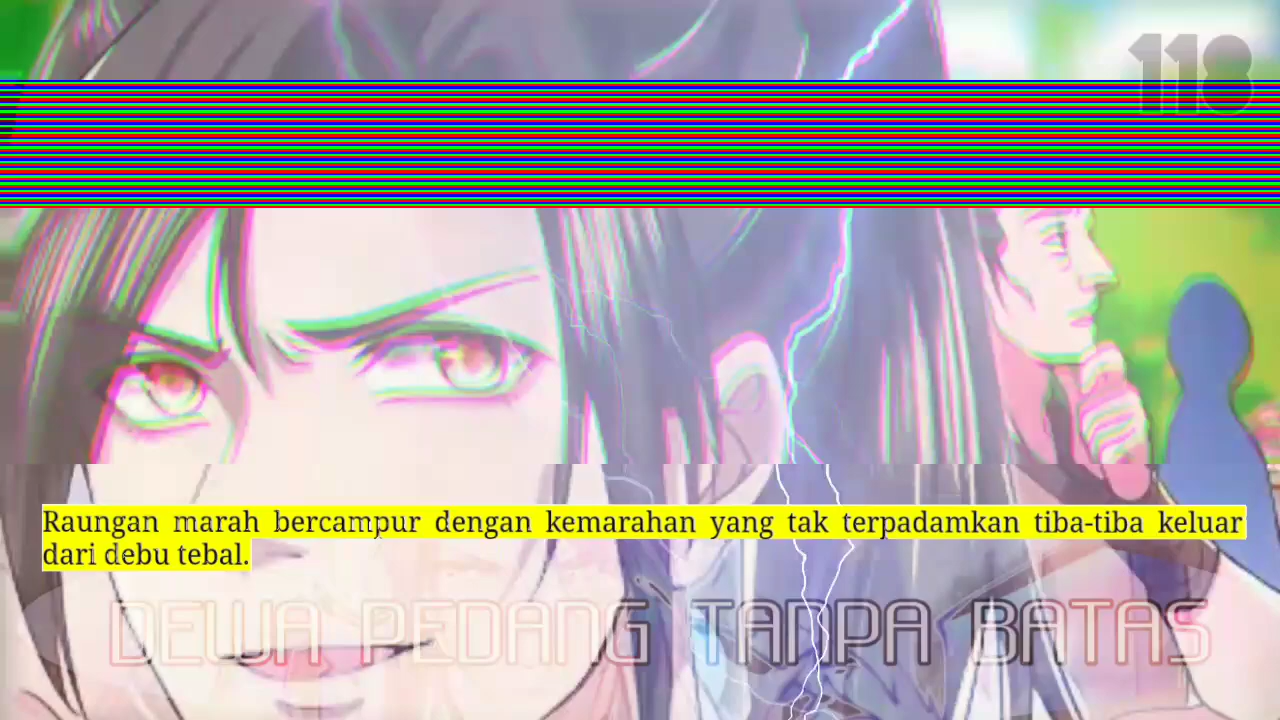 118
Raungan marah bercampur dengan kemarahan yang tak terpadamkan tiba-tiba keluar
dari debu tebal.
DEWA PEDANG TANPA BATAS